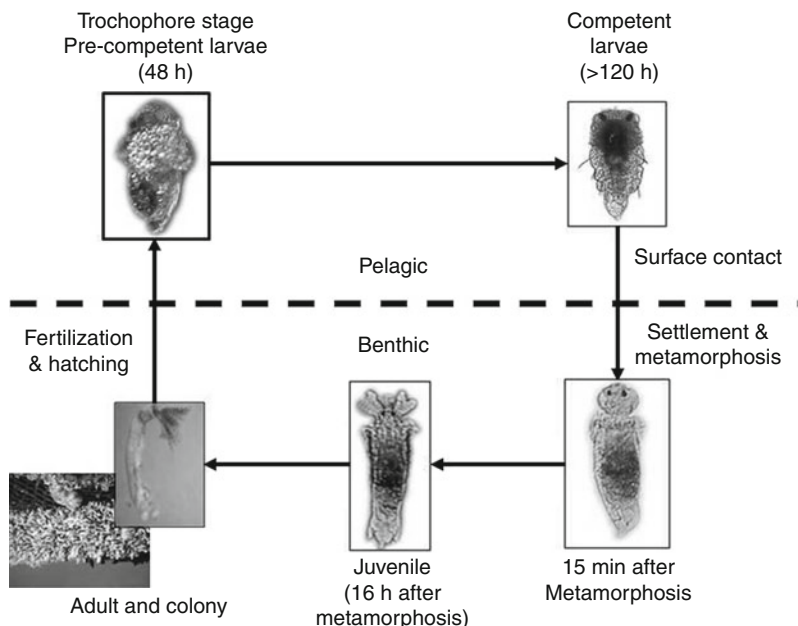 Trochophore stage
Pre-competent larvae
(48 h)
Competent
larvae
(>120 h)
Pelagic
Surface contact
Fertilization
& hatching
Benthic
Settlement &
metamorphosis
Adult and colony
Juvenile
(16 h after
metamorphosis)
15 min after
Metamorphosis